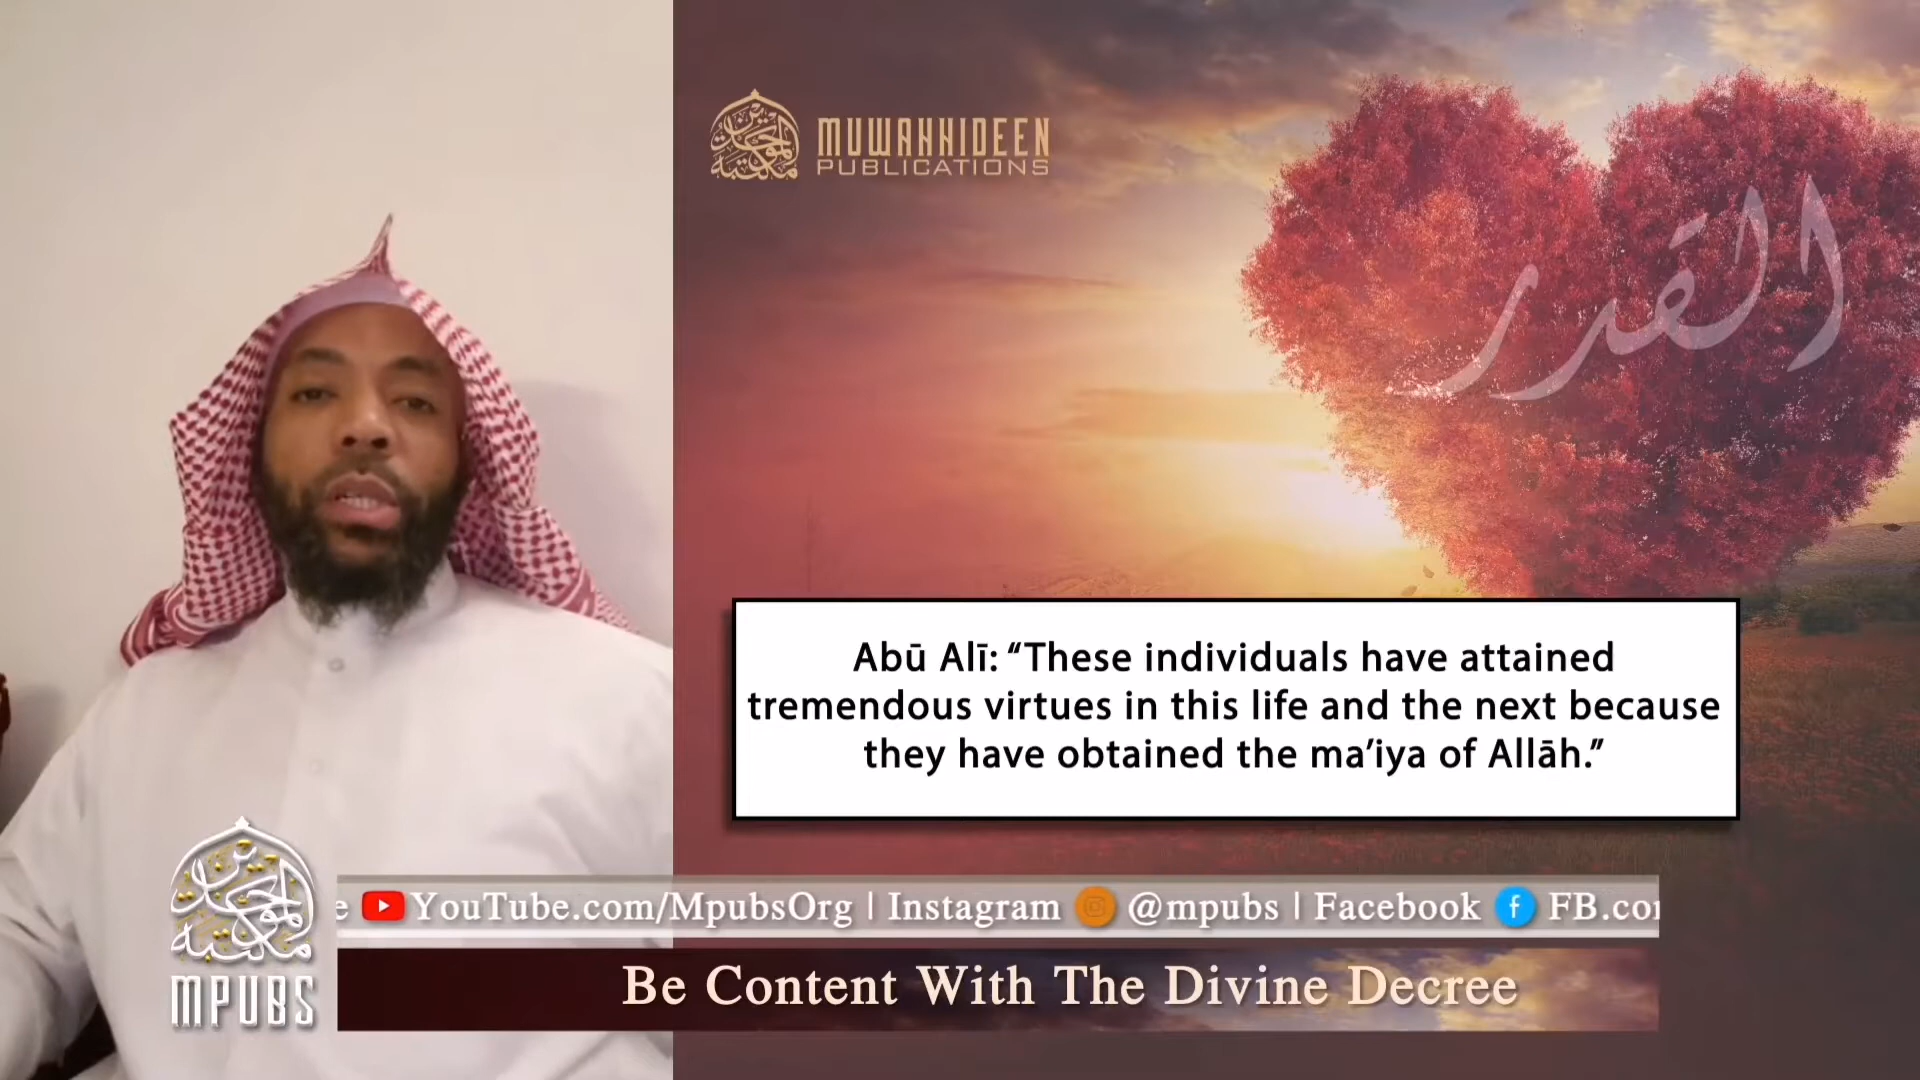 MUWAHHIDEEN
PUBLICATIONS
القدر
Abū Alī: “These individuals have attained
tremendous virtues in this life and the next because
they have obtained the ma’iya of Allāh.”
YouTube.com/MpubsOrg | Instagram @mpubs | Facebook FB.co
MPUBS
Be Content With The Divine Decree